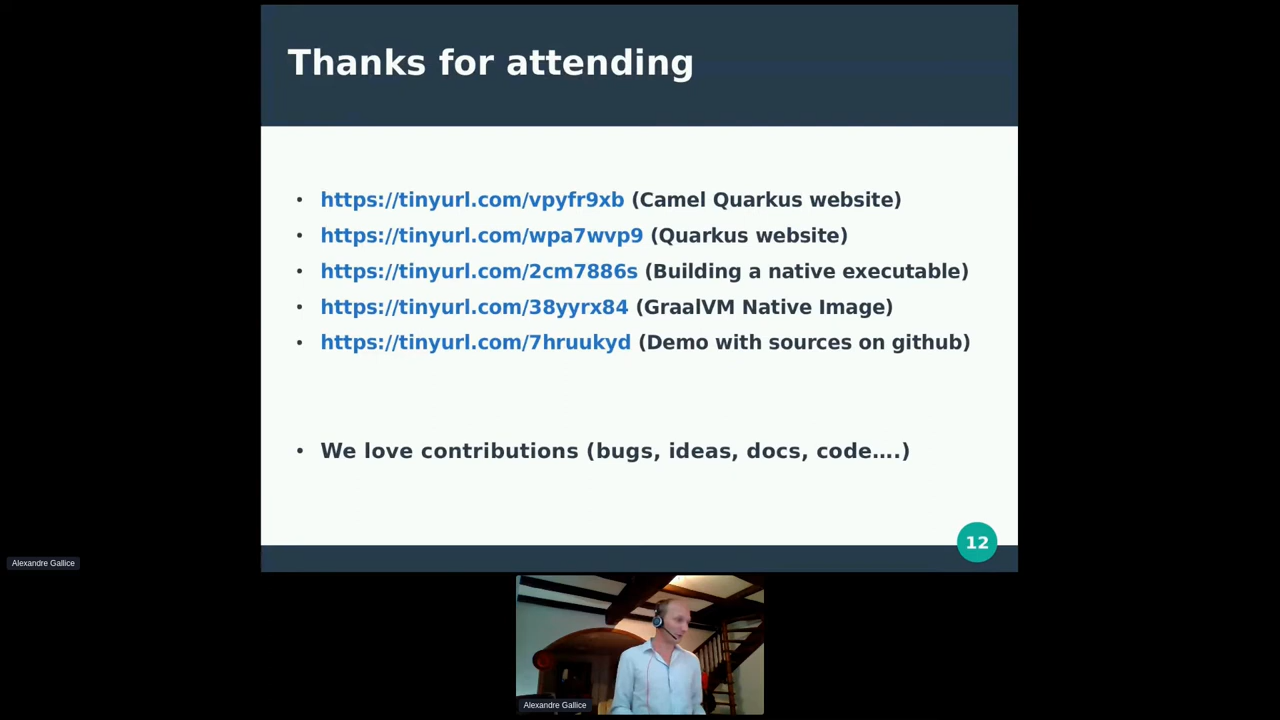 Thanks for attending
• https://tinyurl.com/vpyfr9xb (Camel Quarkus website)
• https://tinyurl.com/wpa7wvp9 (Quarkus website)
• https://tinyurl.com/2cm7886s (Building a native executable)
• https://tinyurl.com/38yyrx84 (GraalVM Native Image)
• https://tinyurl.com/7hruukyd (Demo with sources on github)
• We love contributions (bugs, ideas, docs, code….)
12
Alexandre Gallice
Alexandre Gallice